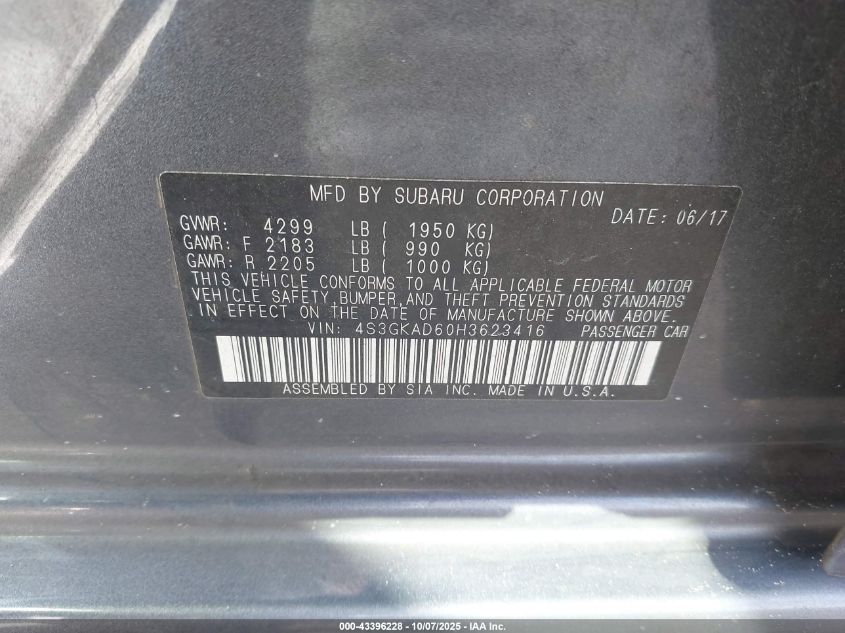 MFD BY SUBARU CORPORATION
DATE: 06/17
GVWR: 4299 LB ( 1950 KG)
GAWR: F 2183 LB ( 990 KG)
GAWR: R 2205 LB ( 1000 KG)
THIS VEHICLE CONFORMS TO ALL APPLICABLE FEDERAL MOTOR
VEHICLE SAFETY,BUMPER,AND THEFT PREVENTION STANDARDS
IN EFFECT ON THE DATE OF MANUFACTURE SHOWN ABOVE.
VIN: 4S3GKAD60H3623416 PASSENGER CAR
ASSEMBLED BY SIA INC. MADE IN U.S.A.
000-43396228 - 10/07/2025 - IAA Inc.